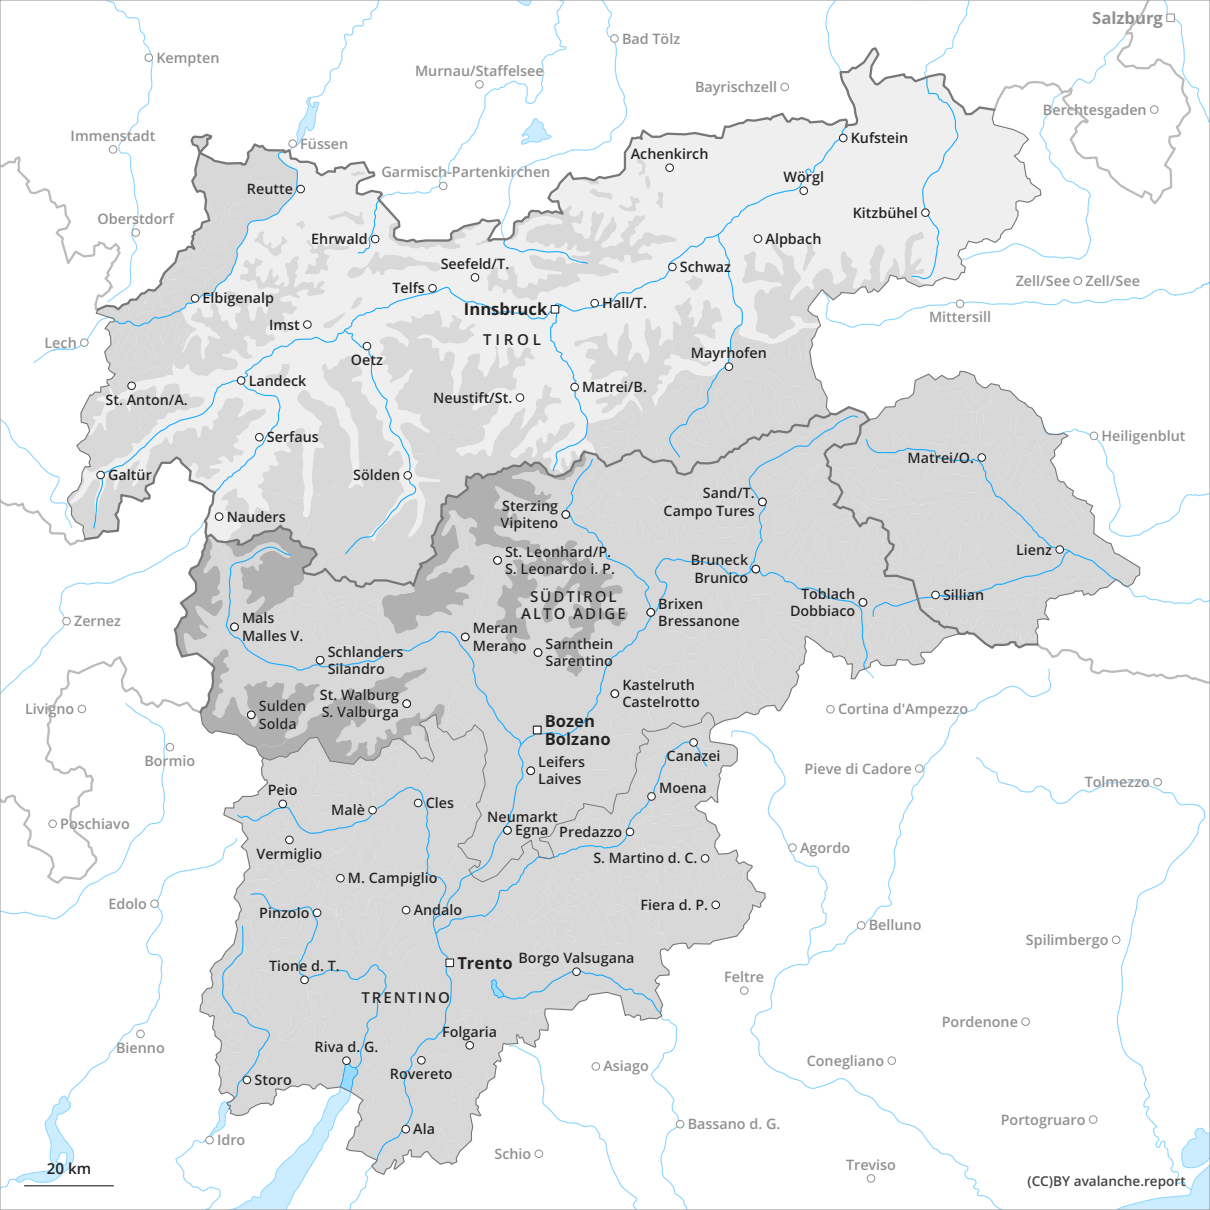 Salzburg
Bad Tölz
Kempten
Murnau/Staffelsee
Bayrischzell
Berchtesgaden
Immenstadt
Füssen
Kufstein
Achenkirch
Garmisch-Partenkirchen
Wörgl
Reutte
Kitzbühel
Oberstdorf
Ehrwald
Alpbach
Seefeld/T.
Schwaz
Zell/See
Zell/See
Telfs
Elbigenalp
Hall/T.
Innsbruck
Mittersill
Imst
TIROL
Lech
Mayrhofen
Oetz
Landeck
Matrei/B.
St. Anton/A.
Neustift/St.
Serfaus
Heiligenblut
Matrei/O.
Galtür
Sölden
Sand/T.
Campo Tures
Sterzing
Vipiteno
Nauders
St. Leonhard/P.
S. Leonardo i. P.
Lienz
Bruneck
Brunico
SÜDTIROL
ALTO ADIGE
Toblach
Dobbiaco
Sillian
Brixen
Bressanone
Zernez
Mals
Malles V.
Meran
Merano
Sarnthein
Sarentino
Schlanders
Silandro
Kastelruth
Castelrotto
St. Walburg
S. Valburga
Livigno
Sulden
Solda
Cortina d'Ampezzo
Bozen
Bolzano
Bormio
Canazei
Leifers
Laives
Pieve di Cadore
Tolmezzo
Peio
Moena
Malè
Cles
Neumarkt
Egna
Predazzo
Poschiavo
Vermiglio
S. Martino d. C.
Agordo
M. Campiglio
Edolo
Pinzolo
Andalo
Fiera d. P.
Belluno
Spilimbergo
Trento
Borgo Valsugana
Tione d. T.
Feltre
TRENTINO
Pordenone
Folgaria
Bienno
Riva d. G.
Conegliano
Asiago
Rovereto
Storo
Portogruaro
Bassano d. G.
Ala
Idro
Schio
Treviso
20 km
(CC)BY avalanche.report